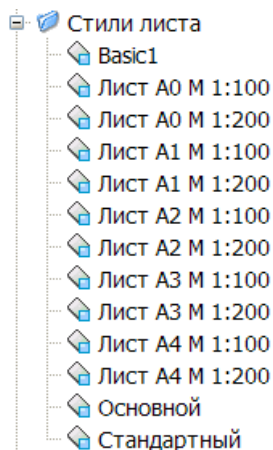 Стили листа
Basic1
Лист А0 М 1:100
Лист А0 М 1:200
Лист А1 М 1:100
Лист А1 М 1:200
Лист А2 М 1:100
Лист А2 М 1:200
Лист А3 М 1:100
Лист А3 М 1:200
Лист А4 М 1:100
Лист А4 М 1:200
Основной
Стандартный